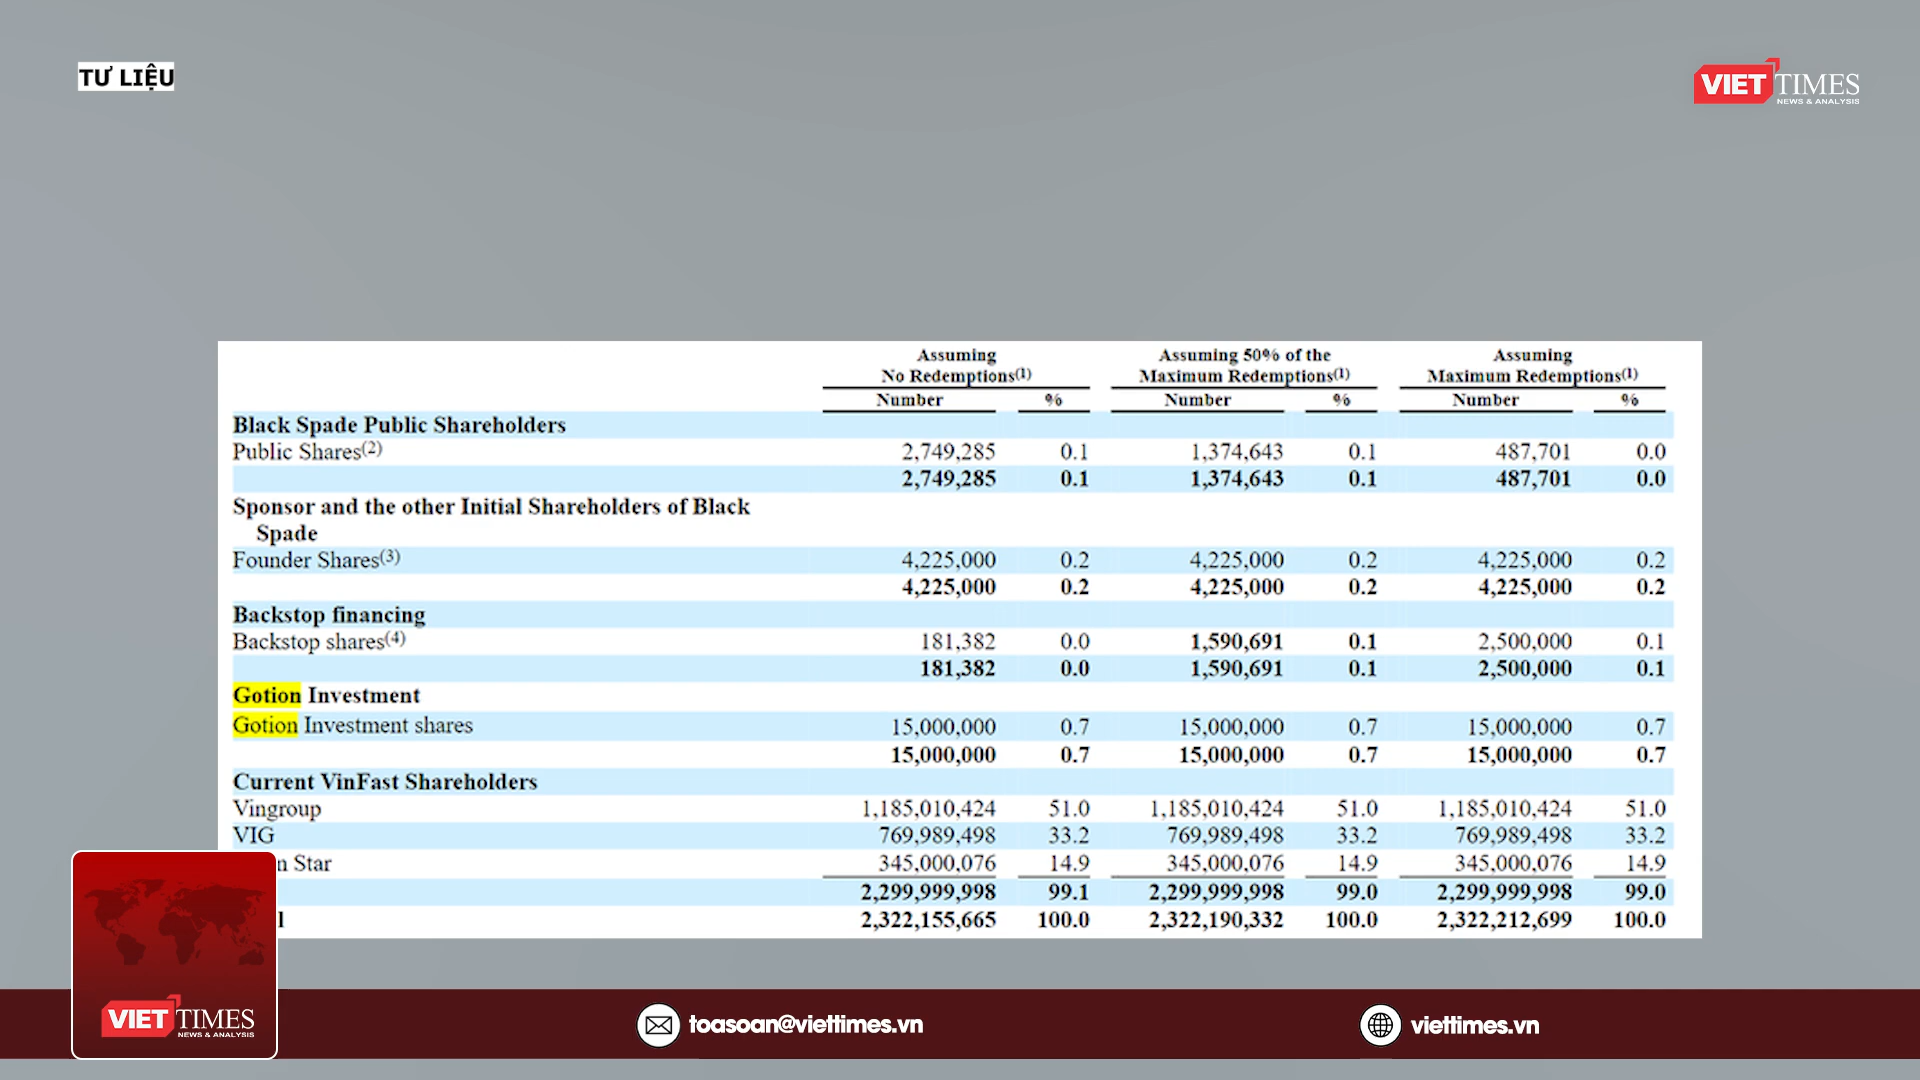 TƯ LIỆU
VIET TIMES
NEWS & ANALYSIS
Assuming No Redemptions(1) Assuming 50% of the Maximum Redemptions(1) Assuming Maximum Redemptions(1)
Number % Number % Number %
Black Spade Public Shareholders
Public Shares(2) 2,749,285 0.1 1,374,643 0.1 487,701 0.0
2,749,285 0.1 1,374,643 0.1 487,701 0.0
Sponsor and the other Initial Shareholders of Black
Spade
Founder Shares(3) 4,225,000 0.2 4,225,000 0.2 4,225,000 0.2
4,225,000 0.2 4,225,000 0.2 4,225,000 0.2
Backstop financing
Backstop shares(4) 181,382 0.0 1,590,691 0.1 2,500,000 0.1
181,382 0.0 1,590,691 0.1 2,500,000 0.1
Gotion Investment
Gotion Investment shares 15,000,000 0.7 15,000,000 0.7 15,000,000 0.7
15,000,000 0.7 15,000,000 0.7 15,000,000 0.7
Current VinFast Shareholders
Vingroup 1,185,010,424 51.0 1,185,010,424 51.0 1,185,010,424 51.0
VIG 769,989,498 33.2 769,989,498 33.2 769,989,498 33.2
Star 345,000,076 14.9 345,000,076 14.9 345,000,076 14.9
2,299,999,998 99.1 2,299,999,998 99.0 2,299,999,998 99.0
2,322,155,665 100.0 2,322,190,332 100.0 2,322,212,699 100.0
VIET TIMES
NEWS & ANALYSIS
toasoan@viettimes.vn
viettimes.vn